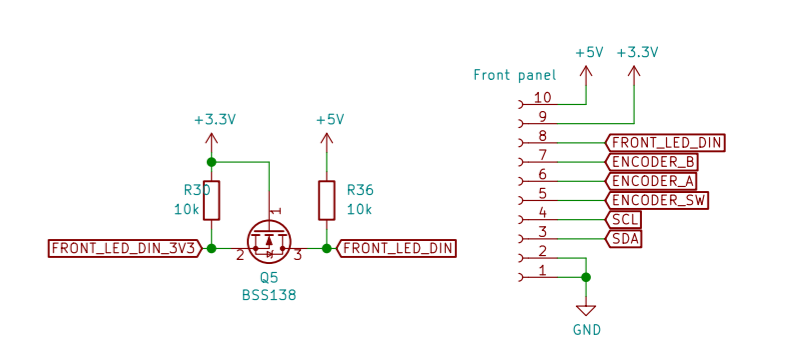 +5V +3.3V
Front panel
10
9
8 FRONT_LED_DIN
7 ENCODER_B
6 ENCODER_A
5 ENCODER_SW
4 SCL
3 SDA
2
1
GND
+3.3V +5V
R30 R36
10k 10k
1
FRONT_LED_DIN_3V3 2 3 FRONT_LED_DIN
Q5
BSS138